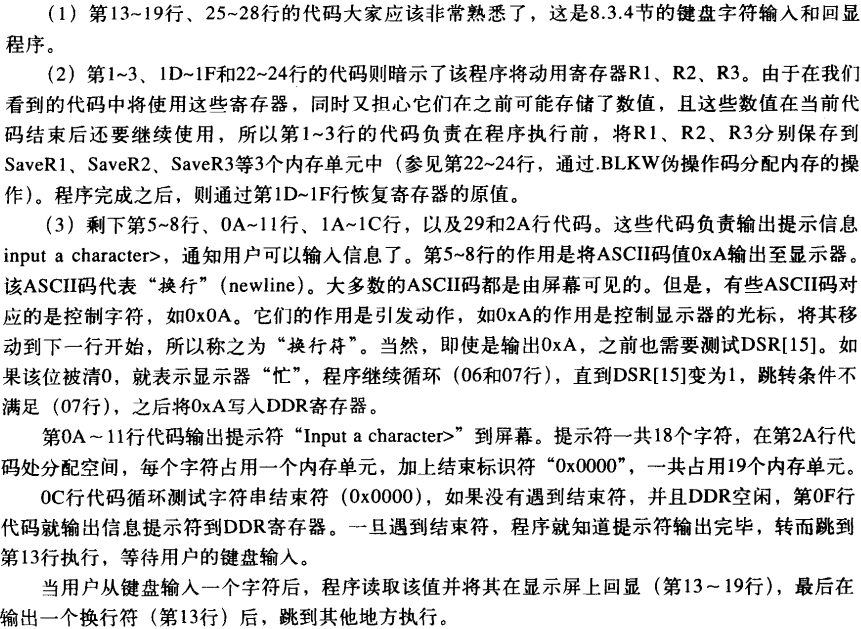 （1）第13~19行、25~28行的代码大家应该非常熟悉了，这是8.3.4节的键盘字符输入和回显
程序。
（2）第1~3、1D~1F和22~24行的代码则暗示了该程序将动用寄存器R1、R2、R3。由于在我们
看到的代码中将使用这些寄存器，同时又担心它们在之前可能存储了数值，且这些数值在当前代
码结束后还要继续使用，所以第1~3行的代码负责在程序执行前，将R1、R2、R3分别保存到
SaveR1、SaveR2、SaveR3等3个内存单元中（参见第22~24行，通过.BLKW伪操作码分配内存的操
作）。程序完成之后，则通过第1D~1F行恢复寄存器的原值。
（3）剩下第5~8行、0A~11行、1A~1C行，以及29和2A行代码。这些代码负责输出提示信息
input a character>，通知用户可以输入信息了。第5~8行的作用是将ASCII码值0xA输出至显示器。
该ASCII码代表“换行”（newline）。大多数的ASCII码都是由屏幕可见的。但是，有些ASCII码对
应的是控制字符，如0x0A。它们的作用是引发动作，如0xA的作用是控制显示器的光标，将其移
动到下一行开始，所以称之为“换行符”。当然，即使是输出0xA，之前也需要测试DSR[15]。如
果该位被清0，就表示显示器“忙”，程序继续循环（06和07行），直到DSR[15]变为1，跳转条件不
满足（07行），之后将0xA写入DDR寄存器。
第0A～11行代码输出提示符“Input a character>”到屏幕。提示符一共18个字符，在第2A行代
码处分配空间，每个字符占用一个内存单元，加上结束标识符“0x0000”，一共占用19个内存单元。
0C行代码循环测试字符串结束符（0x0000），如果没有遇到结束符，并且DDR空闲，第0F行
代码就输出信息提示符到DDR寄存器。一旦遇到结束符，程序就知道提示符输出完毕，转而跳到
第13行执行，等待用户的键盘输入。
当用户从键盘输入一个字符后，程序读取该值并将其在显示屏上回显（第13～19行），最后在
输出一个换行符（第13行）后，跳到其他地方执行。